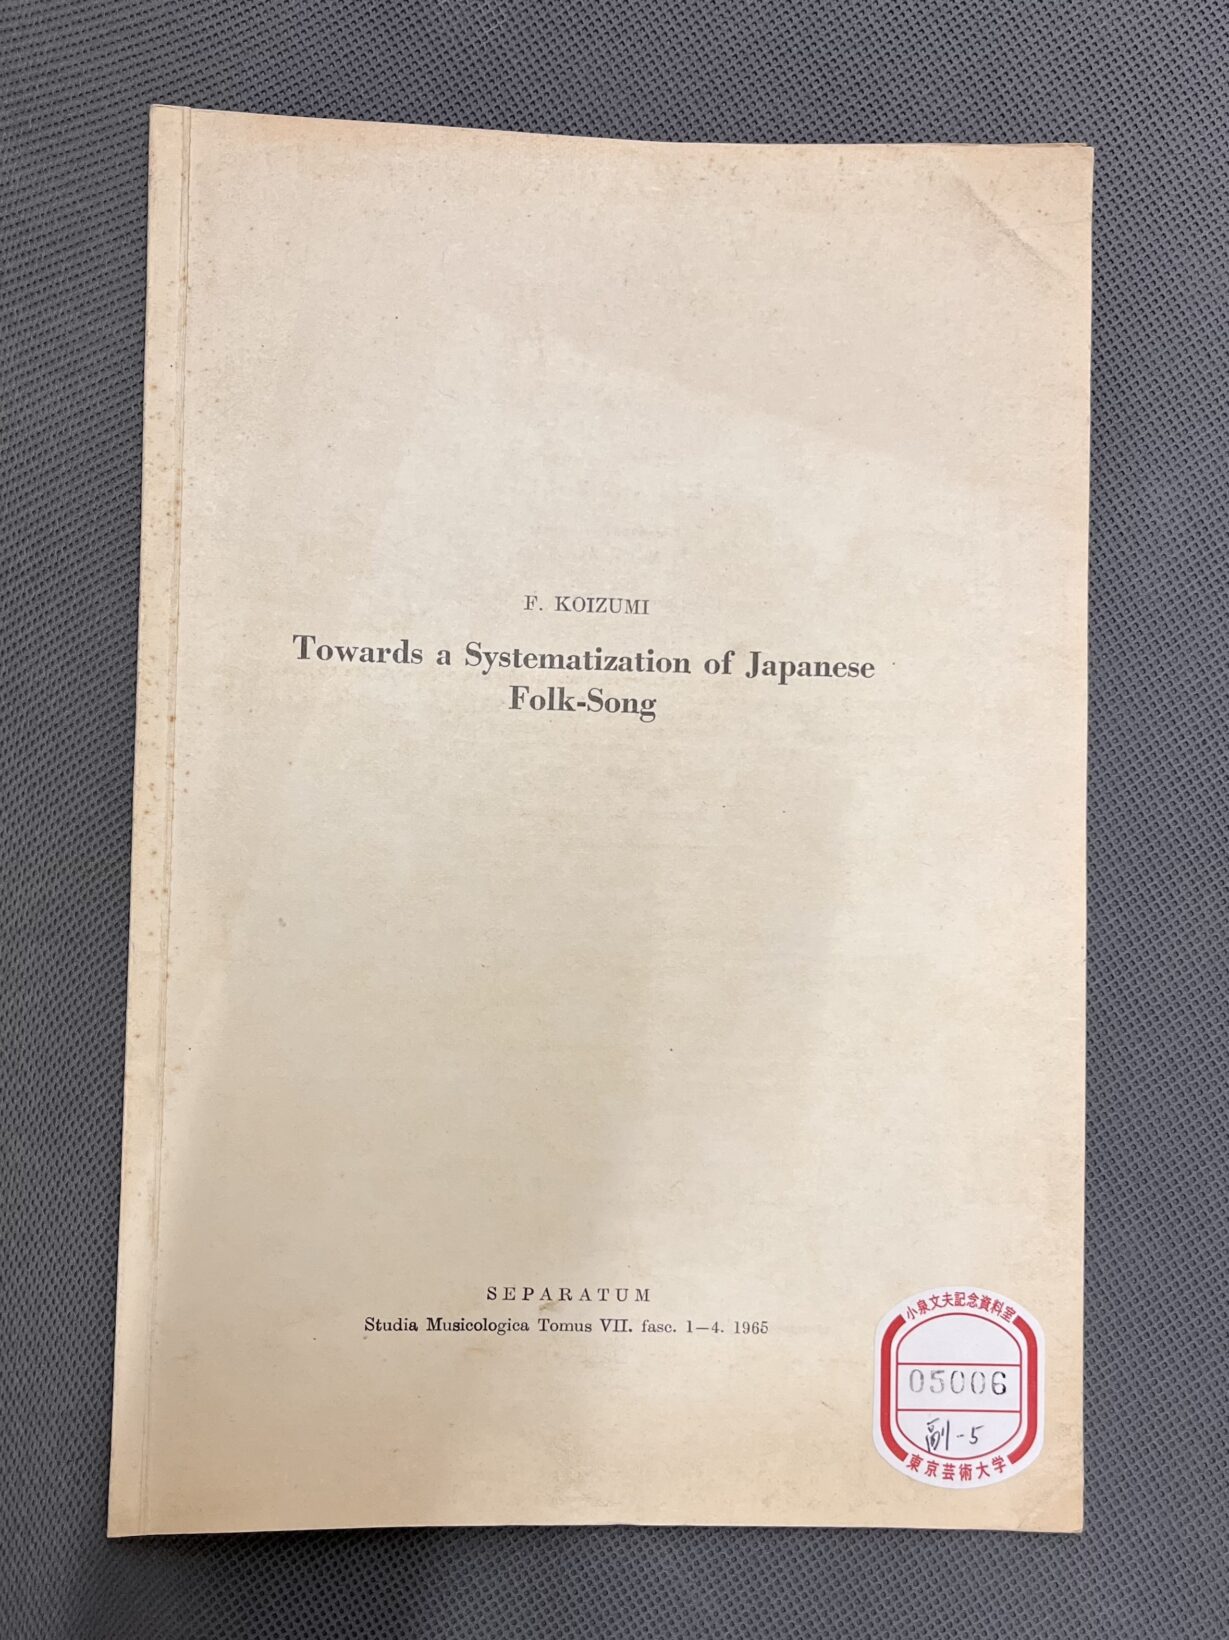 F. KOIZUMI
Towards a Systematization of Japanese
Folk-Song
SEPARATUM
Studia Musicologica Tomus VII. fasc. 1—4. 1965
小泉文夫記念資料室
05006
副-5
東京芸術大学